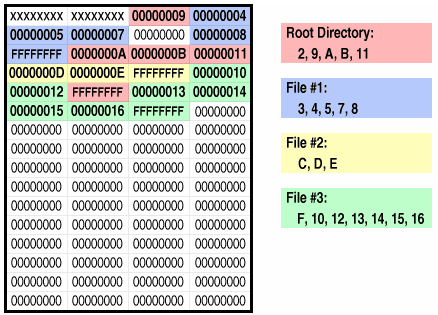 XXXXXXXX XXXXXXXX 00000009 00000004
00000005 00000007 00000000 00000008
FFFFFFFF 0000000A 0000000B 00000011
0000000D 0000000E FFFFFFFF 00000010
00000012 FFFFFFFF 00000013 00000014
00000015 00000016 FFFFFFFF 00000000
00000000 00000000 00000000 00000000
00000000 00000000 00000000 00000000
00000000 00000000 00000000 00000000
00000000 00000000 00000000 00000000
00000000 00000000 00000000 00000000
00000000 00000000 00000000 00000000
00000000 00000000 00000000 00000000
00000000 00000000 00000000 00000000
00000000 00000000 00000000 00000000
00000000 00000000 00000000 00000000
Root Directory:
2, 9, A, B, 11
File #1:
3, 4, 5, 7, 8
File #2:
C, D, E
File #3:
F, 10, 12, 13, 14, 15, 16